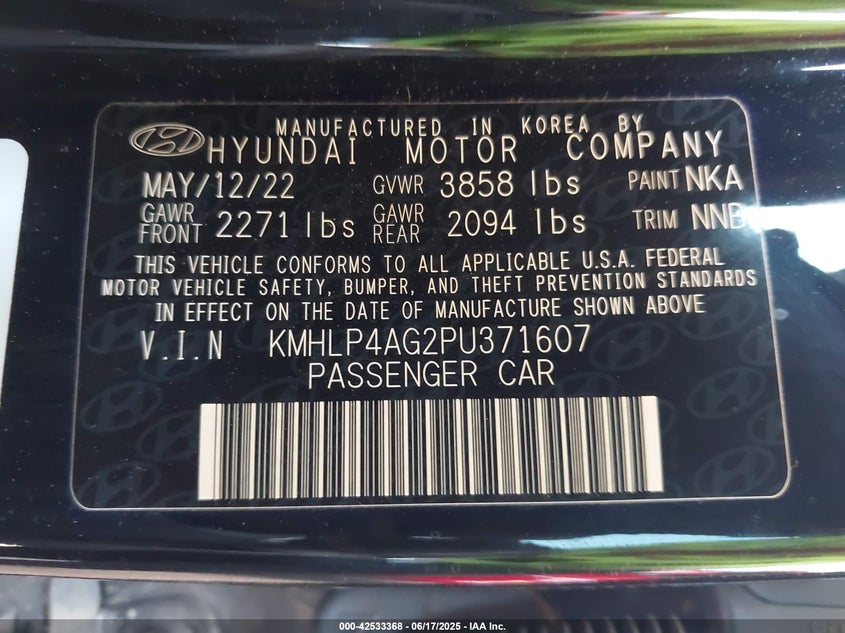 MANUFACTURED IN KOREA BY
HYUNDAI MOTOR COMPANY
MAY/12/22 GVWR 3858 lbs PAINT NKA
GAWR FRONT 2271 lbs GAWR REAR 2094 lbs TRIM NNB
THIS VEHICLE CONFORMS TO ALL APPLICABLE U.S.A. FEDERAL
MOTOR VEHICLE SAFETY, BUMPER, AND THEFT PREVENTION STANDARDS
IN EFFECT ON THE DATE OF MANUFACTURE SHOWN ABOVE
V.I.N KMHLP4AG2PU371607
PASSENGER CAR
000-42533368 - 06/17/2025 - IAA Inc.